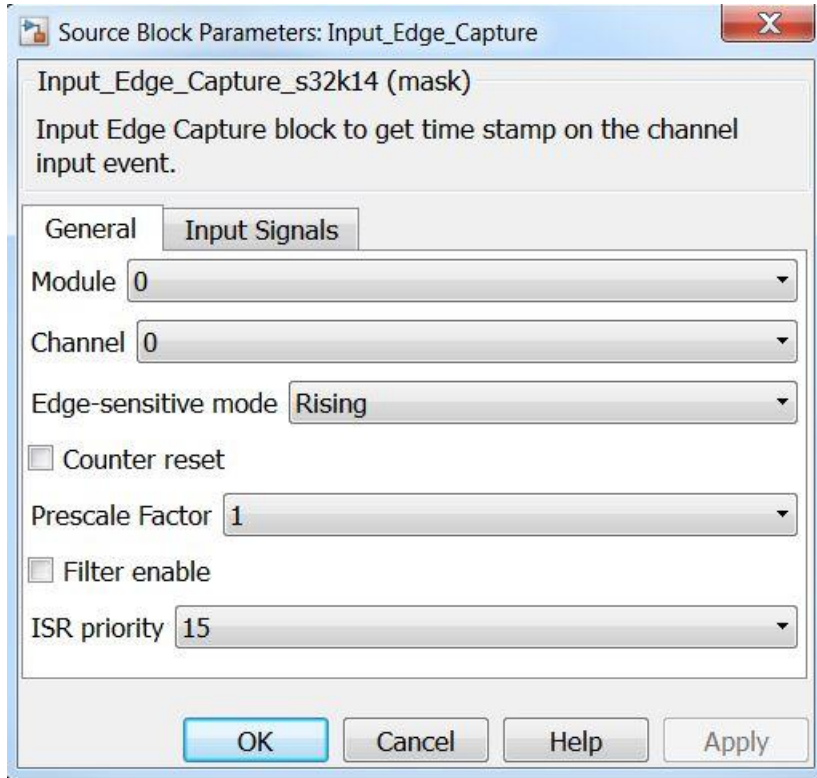 Source Block Parameters: Input_Edge_Capture
X
Input_Edge_Capture_s32k14 (mask)
Input Edge Capture block to get time stamp on the channel
input event.
General Input Signals
Module 0
Channel 0
Edge-sensitive mode Rising
Counter reset
Prescale Factor 1
Filter enable
ISR priority 15
OK Cancel Help Apply